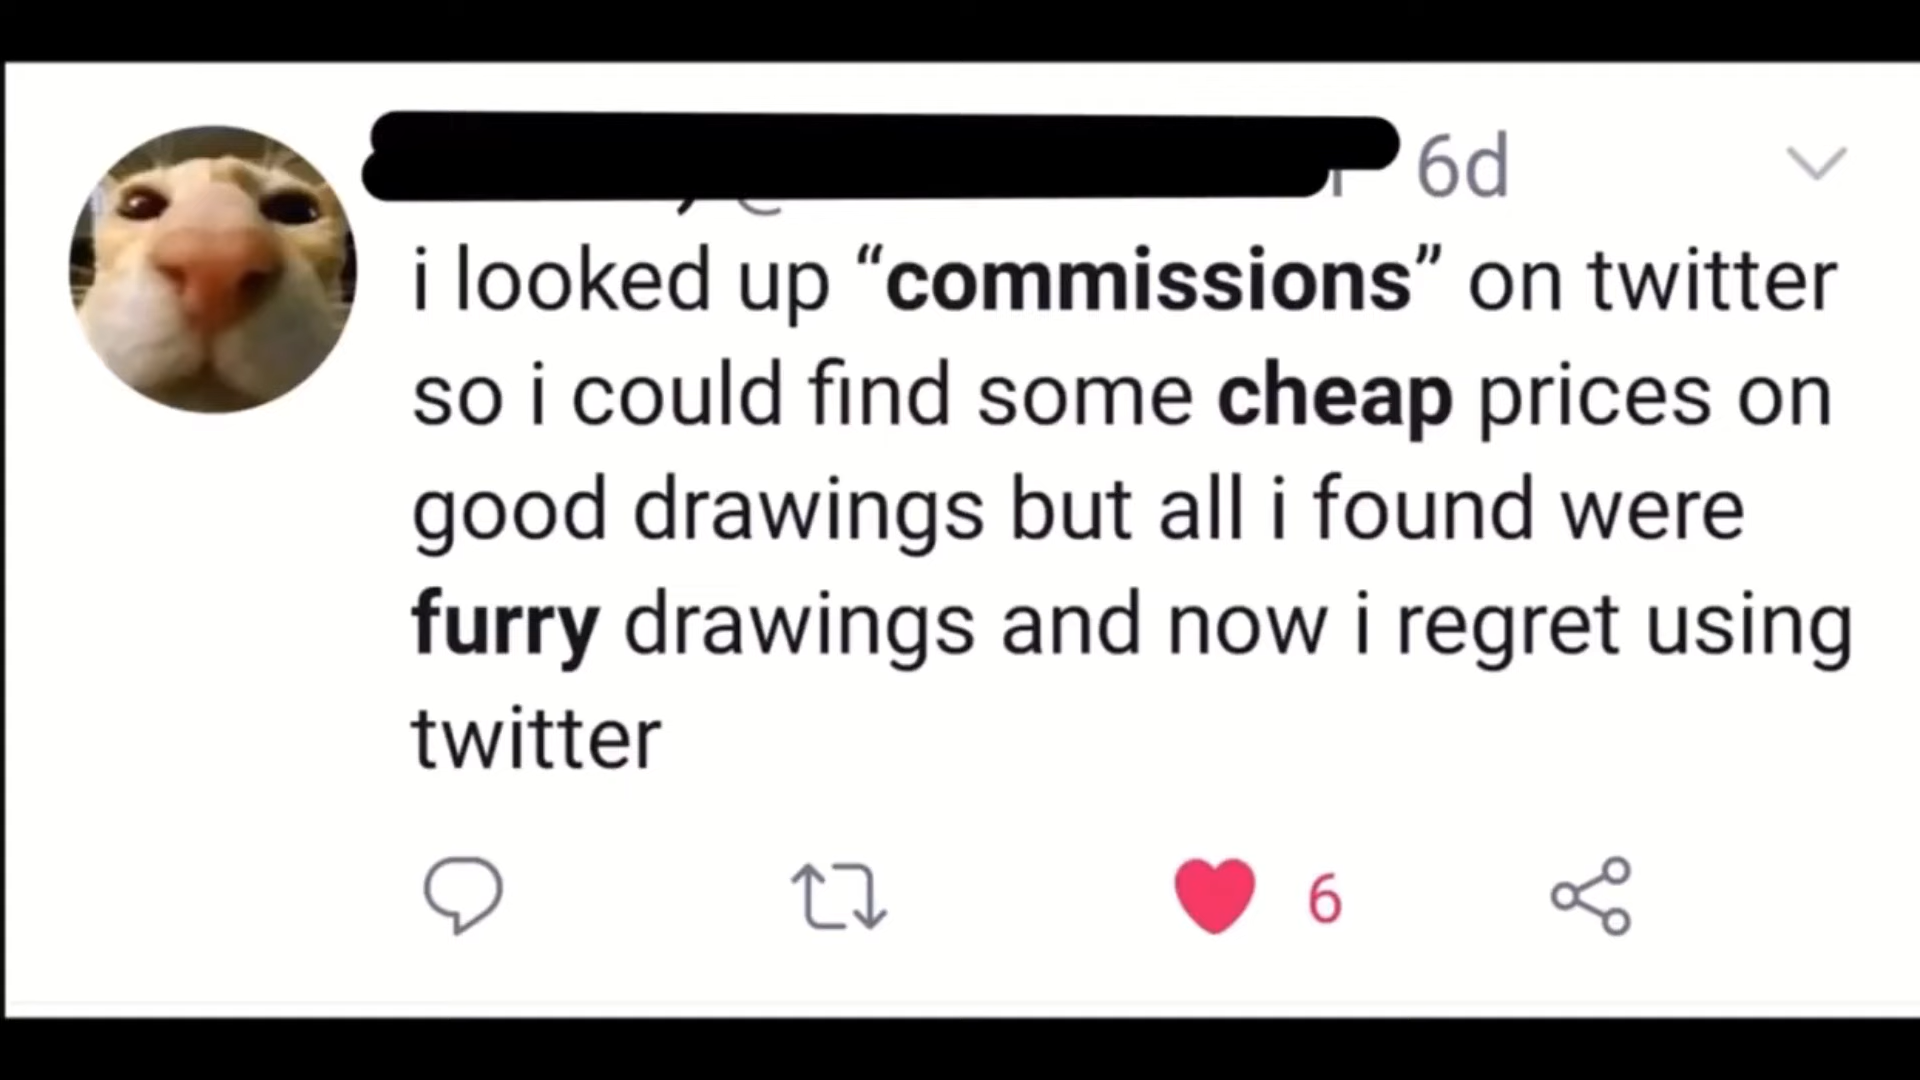 6d
i looked up “commissions” on twitter
so i could find some cheap prices on
good drawings but all i found were
furry drawings and now i regret using
twitter
6